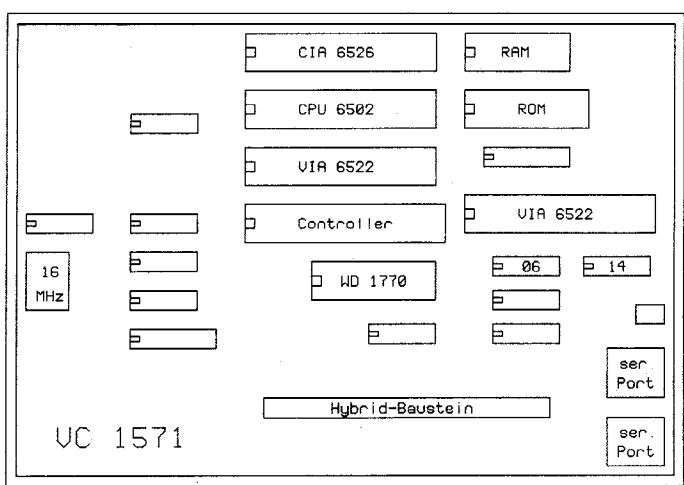 CIA 6526
RAM
CPU 6502
ROM
VIA 6522
Controller
VIA 6522
16
MHz
WD 1770
06
14
ser.
Port
Hybrid-Baustein
VC 1571
ser.
Port